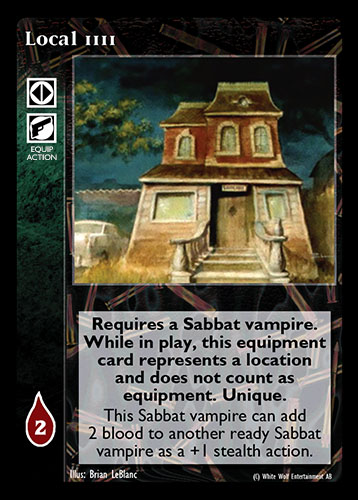 Local 1111
EQUIP
ACTION
Requires a Sabbat vampire.
While in play, this equipment
card represents a location
and does not count as
equipment. Unique.
This Sabbat vampire can add
2 blood to another ready Sabbat
vampire as a +1 stealth action.
2
Illus: Brian LeBlanc
(C) White Wolf Entertainment AB